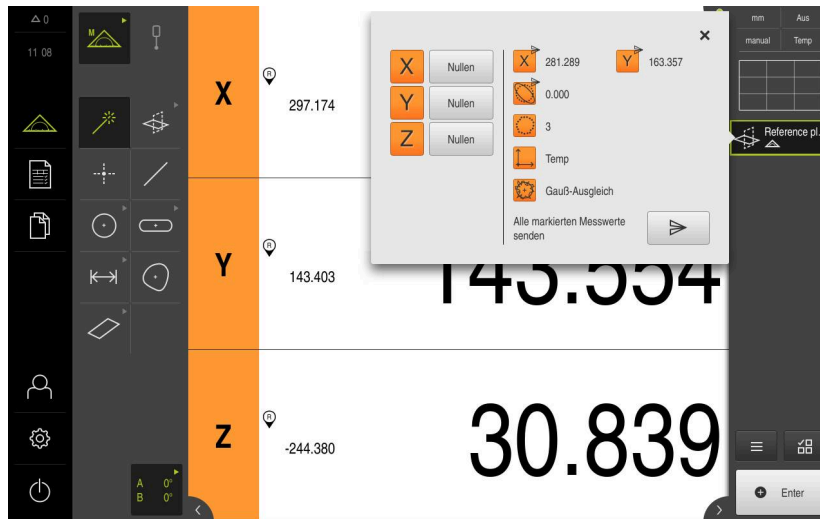 0
11 08
M
A 0°
B 0°
X
R
297.174
Y
R
143.403
143.554
Z
R
-244.380
30.839
X Nullen
Y Nullen
Z Nullen
X 281.289 Y 163.357
0.000
3
Temp
Gauß-Ausgleich
Alle markierten Messwerte
senden
mm Aus
manual Temp
Reference pl.
Enter